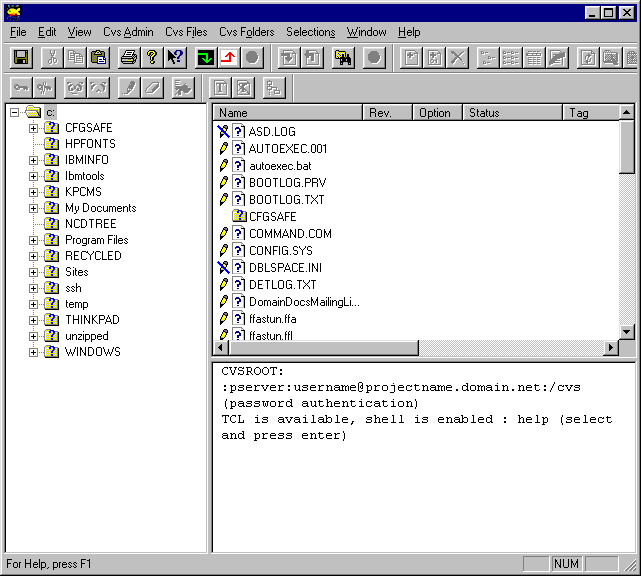 File Edit View Cvs Admin Cvs Files Cvs Folders Selections Window Help
c:
CFGSAFE
HPFONTS
IBMINFO
Ibmtools
KPCMS
My Documents
NCDTREE
Program Files
RECYCLED
Sites
ssh
temp
THINKPAD
unzipped
WINDOWS
Name Rev. Option Status Tag
ASD.LOG
AUTOEXEC.001
autoexec.bat
BOOTLOG.PRV
BOOTLOG.TXT
CFGSAFE
COMMAND.COM
CONFIG.SYS
DBLSPACE.INI
DETLOG.TXT
DomainDocsMailingLi...
ffastun.ffa
ffastun.ffl
CVSROOT:
:pserver:username@projectname.domain.net:/cvs
(password authentication)
TCL is available, shell is enabled : help (select
and press enter)
For Help, press F1
NUM